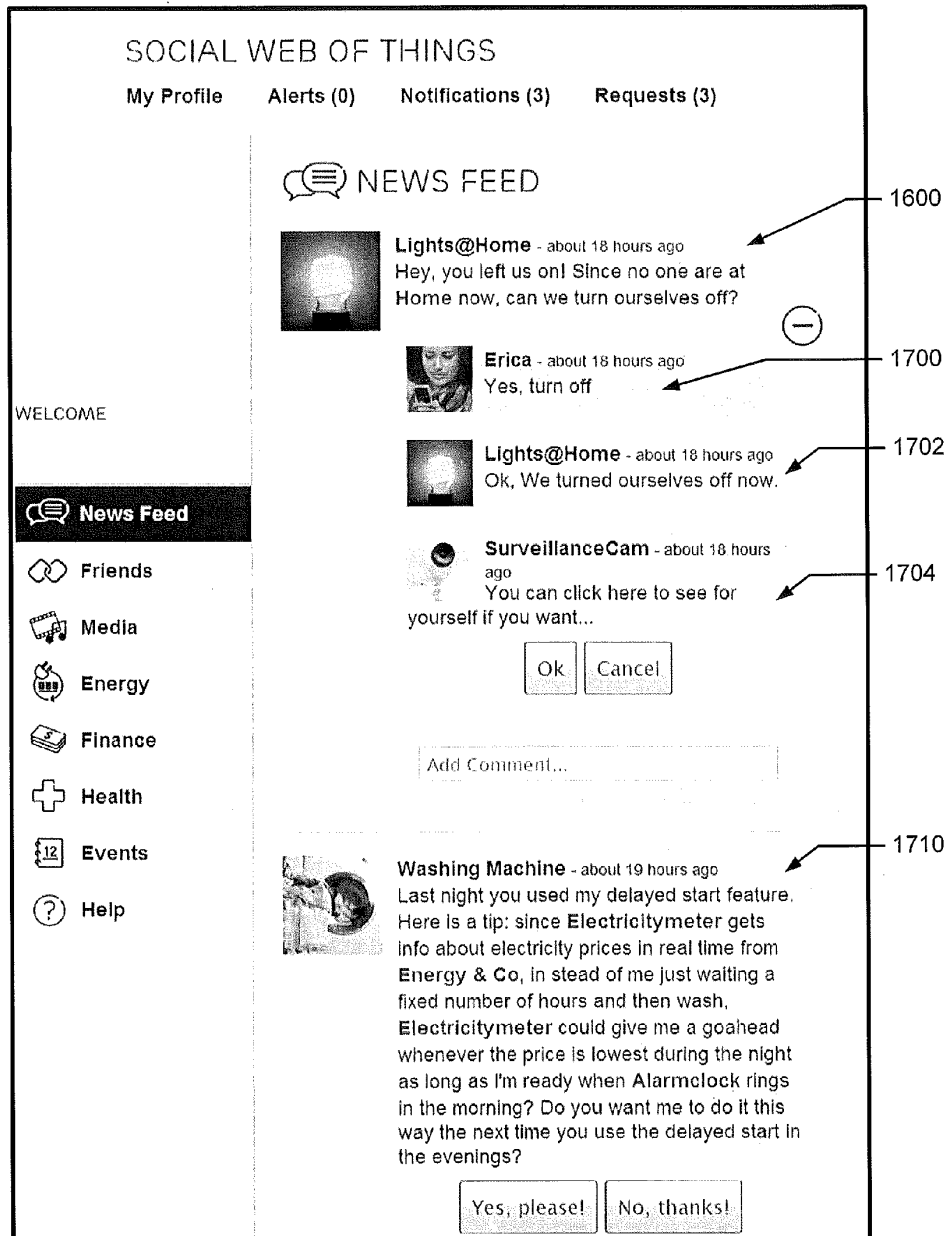 SOCIAL WEB OF THINGS
My Profile Alerts (0) Notifications (3) Requests (3)
NEWS FEED
1600
Lights@Home - about 18 hours ago
Hey, you left us on! Since no one are at
Home now, can we turn ourselves off?
1700
Erica - about 18 hours ago
Yes, turn off
WELCOME
1702
Lights@Home - about 18 hours ago
Ok, We turned ourselves off now.
News Feed
Friends
Media
Energy
Finance
Health
12 Events
? Help
1704
SurveillanceCam - about 18 hours
ago
You can click here to see for
yourself if you want...
Ok Cancel
Add Comment...
1710
Washing Machine - about 19 hours ago
Last night you used my delayed start feature.
Here is a tip: since Electricitymeter gets
info about electricity prices in real time from
Energy & Co, in stead of me just waiting a
fixed number of hours and then wash,
Electricitymeter could give me a goahead
whenever the price is lowest during the night
as long as I'm ready when Alarmclock rings
in the morning? Do you want me to do it this
way the next time you use the delayed start in
the evenings?
Yes, please! No, thanks!